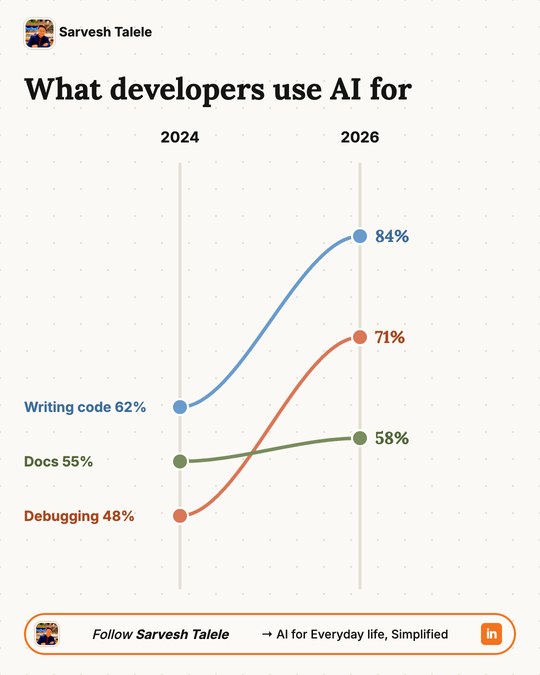 Sarvesh Talele
What developers use AI for
2024 2026
84%
71%
Writing code 62%
58%
Docs 55%
Debugging 48%
Follow Sarvesh Talele → AI for Everyday life, Simplified in